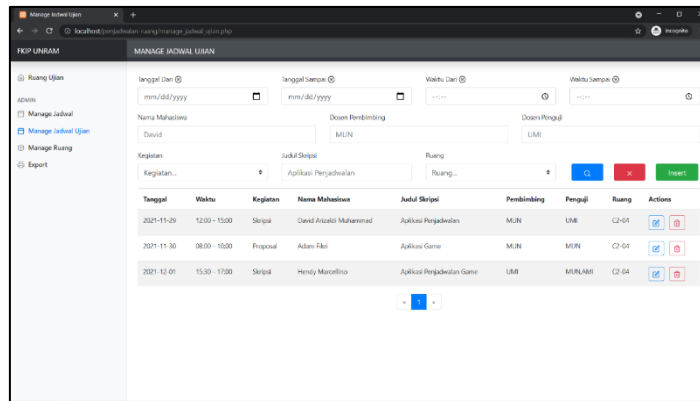 Manage Jadwal Ujian
localhost/penjadwalan-ruang/manage_jadwal_ujian.php
Incognito
FKIP UNRAM
MANAGE JADWAL UJIAN
Ruang Ujian
ADMIN
Manage Jadwal
Manage Jadwal Ujian
Manage Ruang
Export
Tanggal Dari Tanggal Sampai Waktu Dari Waktu Sampai
mm/dd/yyyy mm/dd/yyyy --:-- --:--
Nama Mahasiswa Dosen Pembimbing Dosen Penguji
David MUN UMI
Kegiatan Judul Skripsi Ruang
Kegiatan... Aplikasi Penjadwalan Ruang... Insert
Tanggal Waktu Kegiatan Nama Mahasiswa Judul Skripsi Pembimbing Penguji Ruang Actions
2021-11-29 12:00 - 15:00 Skripsi David Arizaldi Muhammad Aplikasi Penjadwalan MUN UMI C2-04
2021-11-30 08:00 - 10:00 Proposal Adam Fikri Aplikasi Game MUN MUN C2-04
2021-12-01 15:30 - 17:00 Skripsi Hendy Marcellino Aplikasi Penjadwalan Game UMI MUN,AMI C2-04
« 1 »